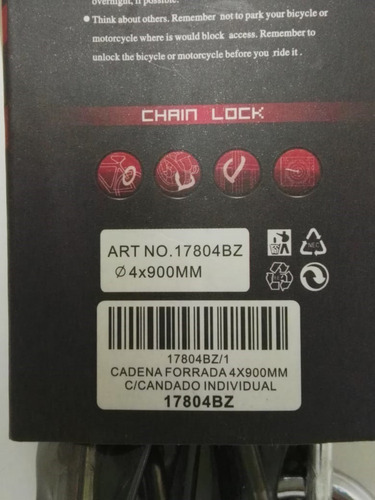 overnight, if possible.
● Think about others. Remember not to park your bicycle or
motorcycle where is would block access. Remember to
unlock the bicycle or motorcycle before you ride it .
CHAIN LOCK
ART NO.17804BZ
Ø4x900MM
17804BZ/1
CADENA FORRADA 4X900MM
C/CANDADO INDIVIDUAL
17804BZ